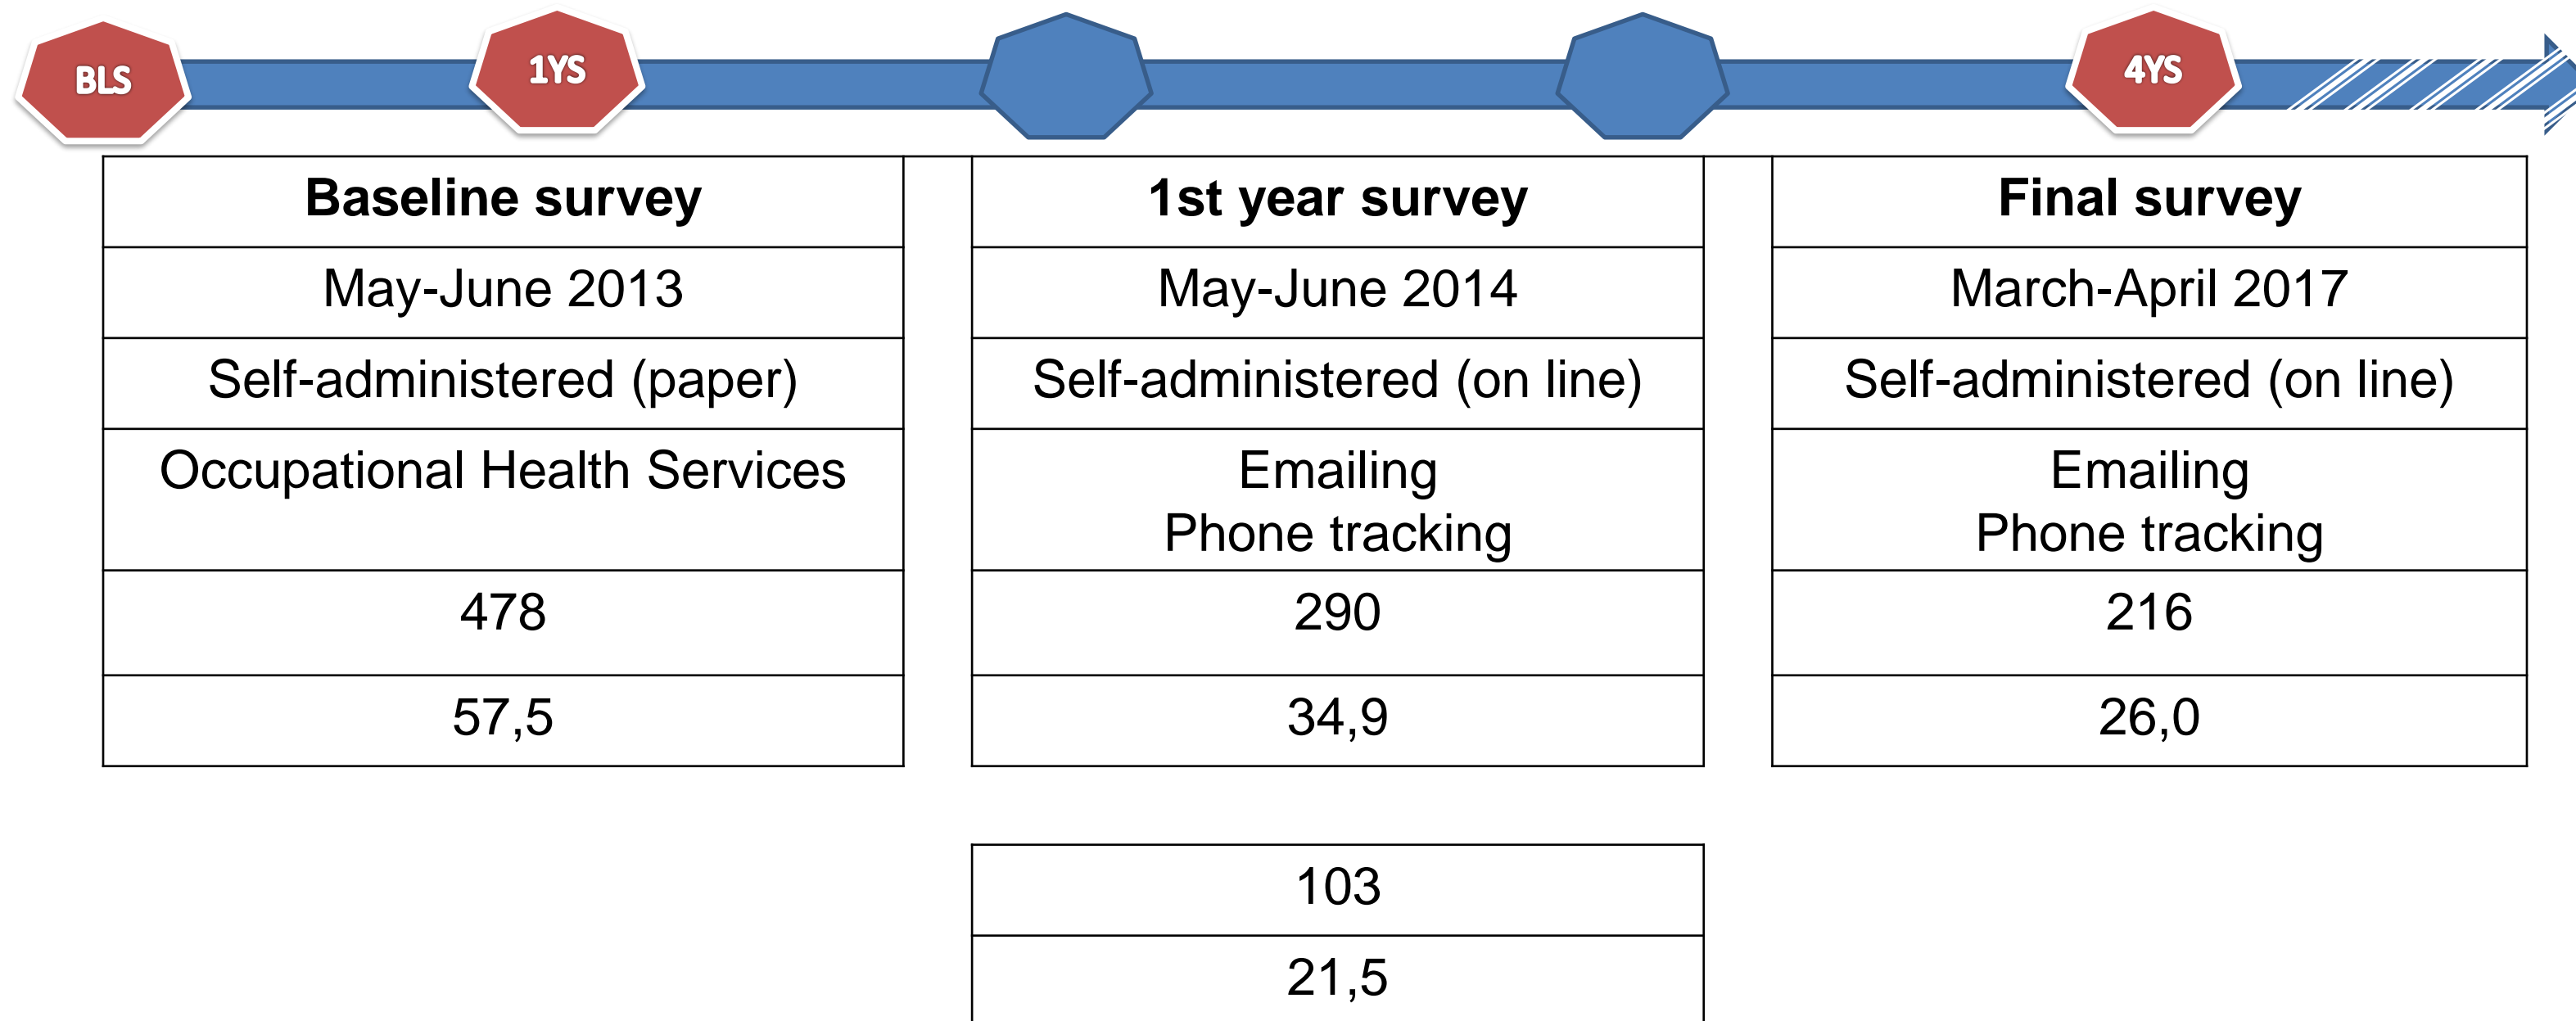 BLS
1YS
4YS
Baseline survey
1st year survey
Final survey
May-June 2013
May-June 2014
March-April 2017
Self-administered (paper)
Self-administered (on line)
Self-administered (on line)
Occupational Health Services
Emailing
Phone tracking
Emailing
Phone tracking
478
290
216
57,5
34,9
26,0
103
21,5